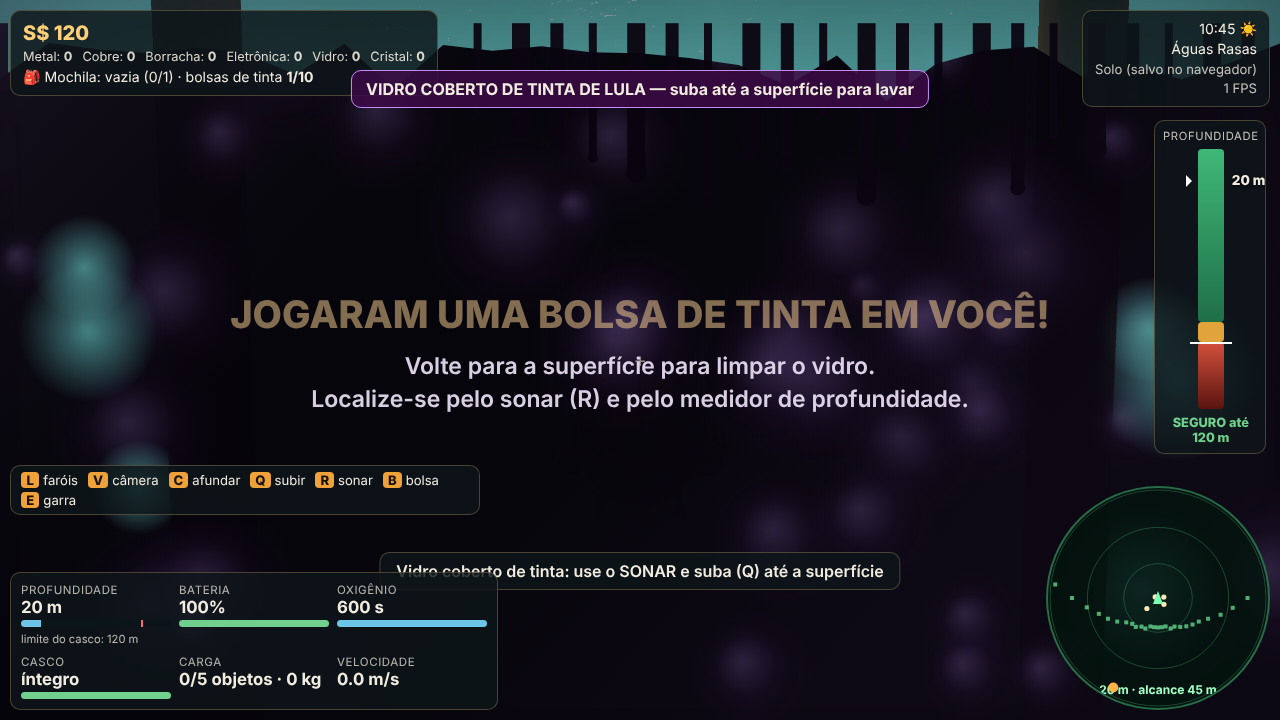 S$ 120
Metal: 0 Cobre: 0 Borracha: 0 Eletrônica: 0 Vidro: 0 Cristal: 0
Mochila: vazia (0/1) · bolsas de tinta 1/10
10:45
Águas Rasas
Solo (salvo no navegador)
1 FPS
VIDRO COBERTO DE TINTA DE LULA — suba até a superfície para lavar
PROFUNDIDADE
20 m
SEGURO até
120 m
JOGARAM UMA BOLSA DE TINTA EM VOCÊ!
Volte para a superfície para limpar o vidro.
Localize-se pelo sonar (R) e pelo medidor de profundidade.
L faróis V câmera C afundar Q subir R sonar B bolsa
E garra
Vidro coberto de tinta: use o SONAR e suba (Q) até a superfície
PROFUNDIDADE BATERIA OXIGÊNIO
20 m 100% 600 s
limite do casco: 120 m
CASCO CARGA VELOCIDADE
íntegro 0/5 objetos · 0 kg 0.0 m/s
20 m · alcance 45 m